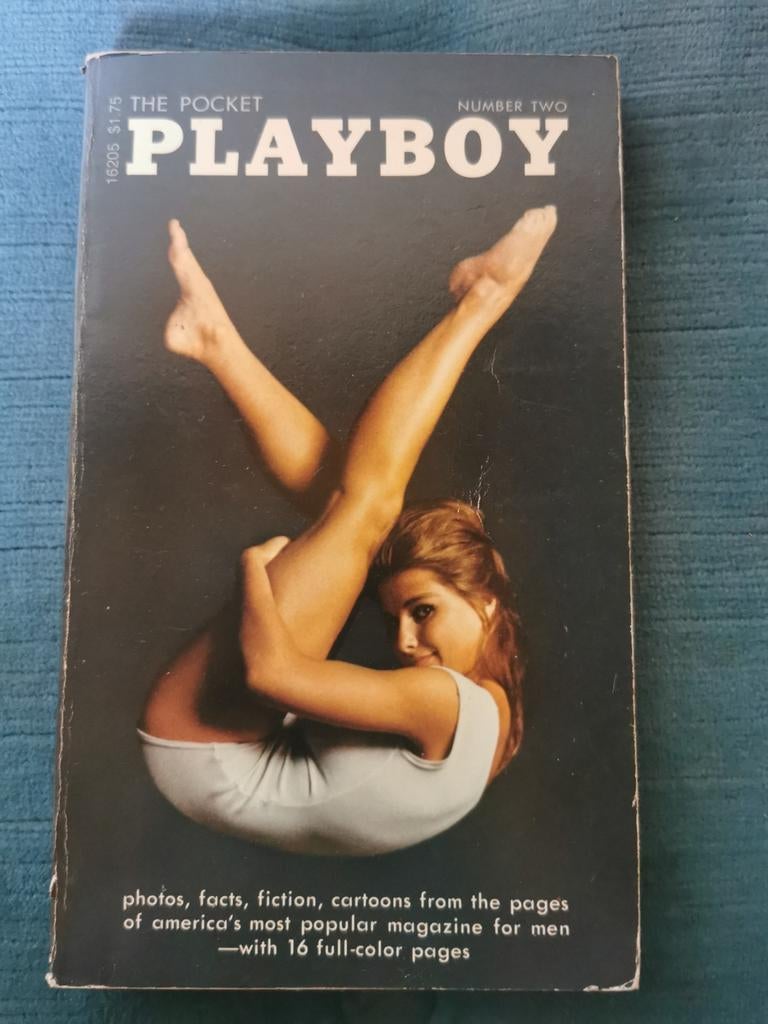 16205 $1.75
THE POCKET
NUMBER TWO
PLAYBOY
photos, facts, fiction, cartoons from the pages
of america's most popular magazine for men
—with 16 full-color pages